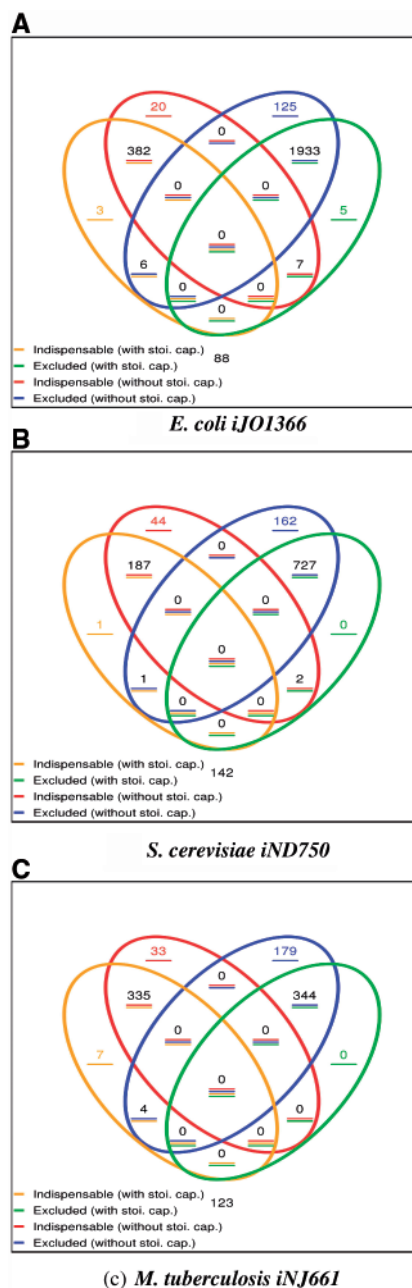 A
20 125
0
382 1933
0 0
3 5
0
6 7
0 0
0
Indispensable (with stoi. cap.)
88
Excluded (with stoi. cap.)
Indispensable (without stoi. cap.)
Excluded (without stoi. cap.)
E. coli iJO1366
B
44 162
0
187 727
0 0
1 0
0
1 2
0 0
0
Indispensable (with stoi. cap.)
142
Excluded (with stoi. cap.)
Indispensable (without stoi. cap.)
Excluded (without stoi. cap.)
S. cerevisiae iND750
C
33 179
0
335 344
0 0
7 0
0
4 0
0 0
0
Indispensable (with stoi. cap.)
123
Excluded (with stoi. cap.)
Indispensable (without stoi. cap.)
Excluded (without stoi. cap.)
(c) M. tuberculosis iNJ661